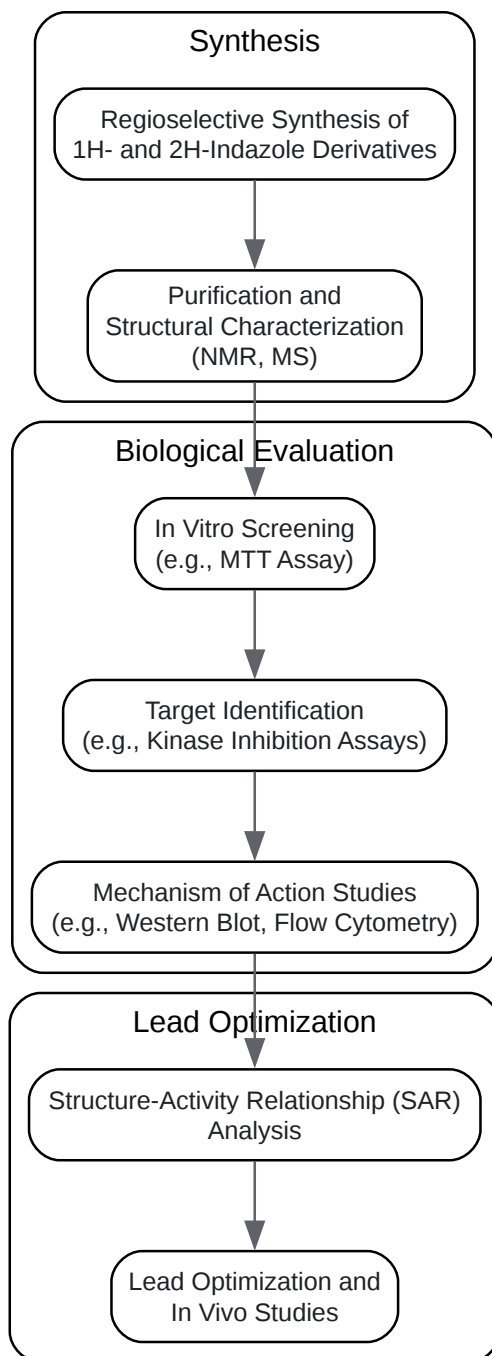 Synthesis
Regioselective Synthesis of
1H- and 2H-Indazole Derivatives
Purification and
Structural Characterization
(NMR, MS)
Biological Evaluation
In Vitro Screening
(e.g., MTT Assay)
Target Identification
(e.g., Kinase Inhibition Assays)
Mechanism of Action Studies
(e.g., Western Blot, Flow Cytometry)
Lead Optimization
Structure-Activity Relationship (SAR)
Analysis
Lead Optimization and
In Vivo Studies